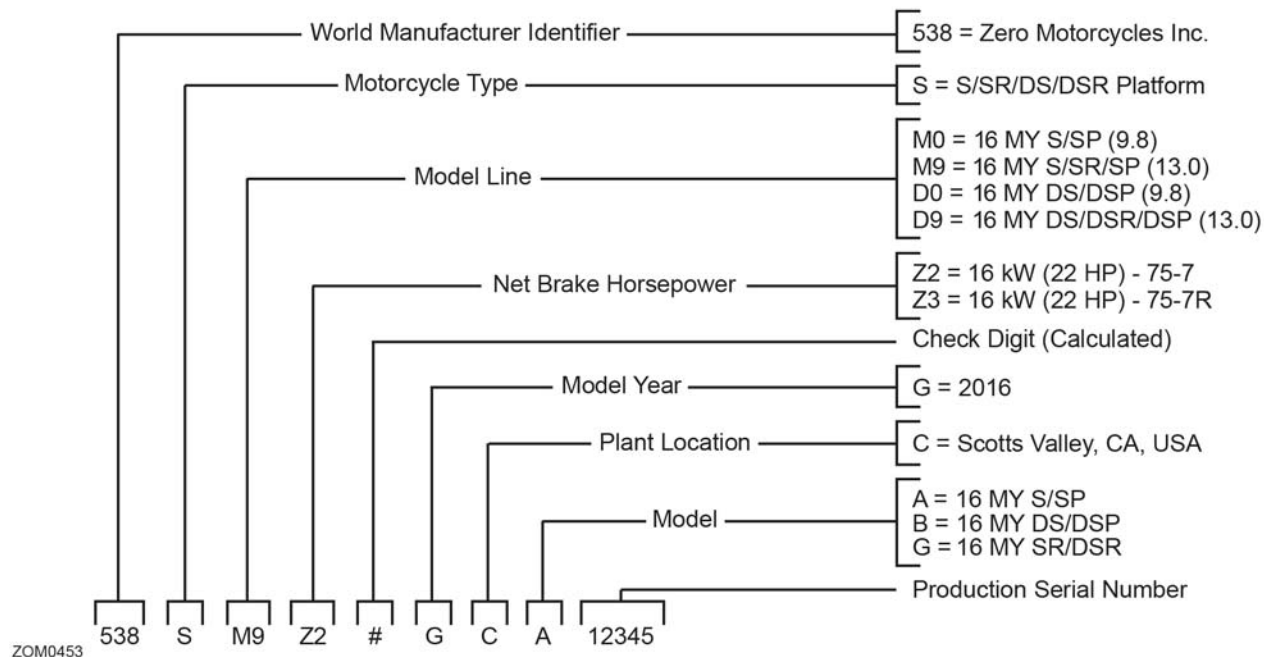 World Manufacturer Identifier
538 = Zero Motorcycles Inc.
Motorcycle Type
S = S/SR/DS/DSR Platform
Model Line
M0 = 16 MY S/SP (9.8)
M9 = 16 MY S/SR/SP (13.0)
D0 = 16 MY DS/DSP (9.8)
D9 = 16 MY DS/DSR/DSP (13.0)
Net Brake Horsepower
Z2 = 16 kW (22 HP) - 75-7
Z3 = 16 kW (22 HP) - 75-7R
Check Digit (Calculated)
Model Year
G = 2016
Plant Location
C = Scotts Valley, CA, USA
Model
A = 16 MY S/SP
B = 16 MY DS/DSP
G = 16 MY SR/DSR
Production Serial Number
538 S M9 Z2 # G C A 12345
ZOM0453